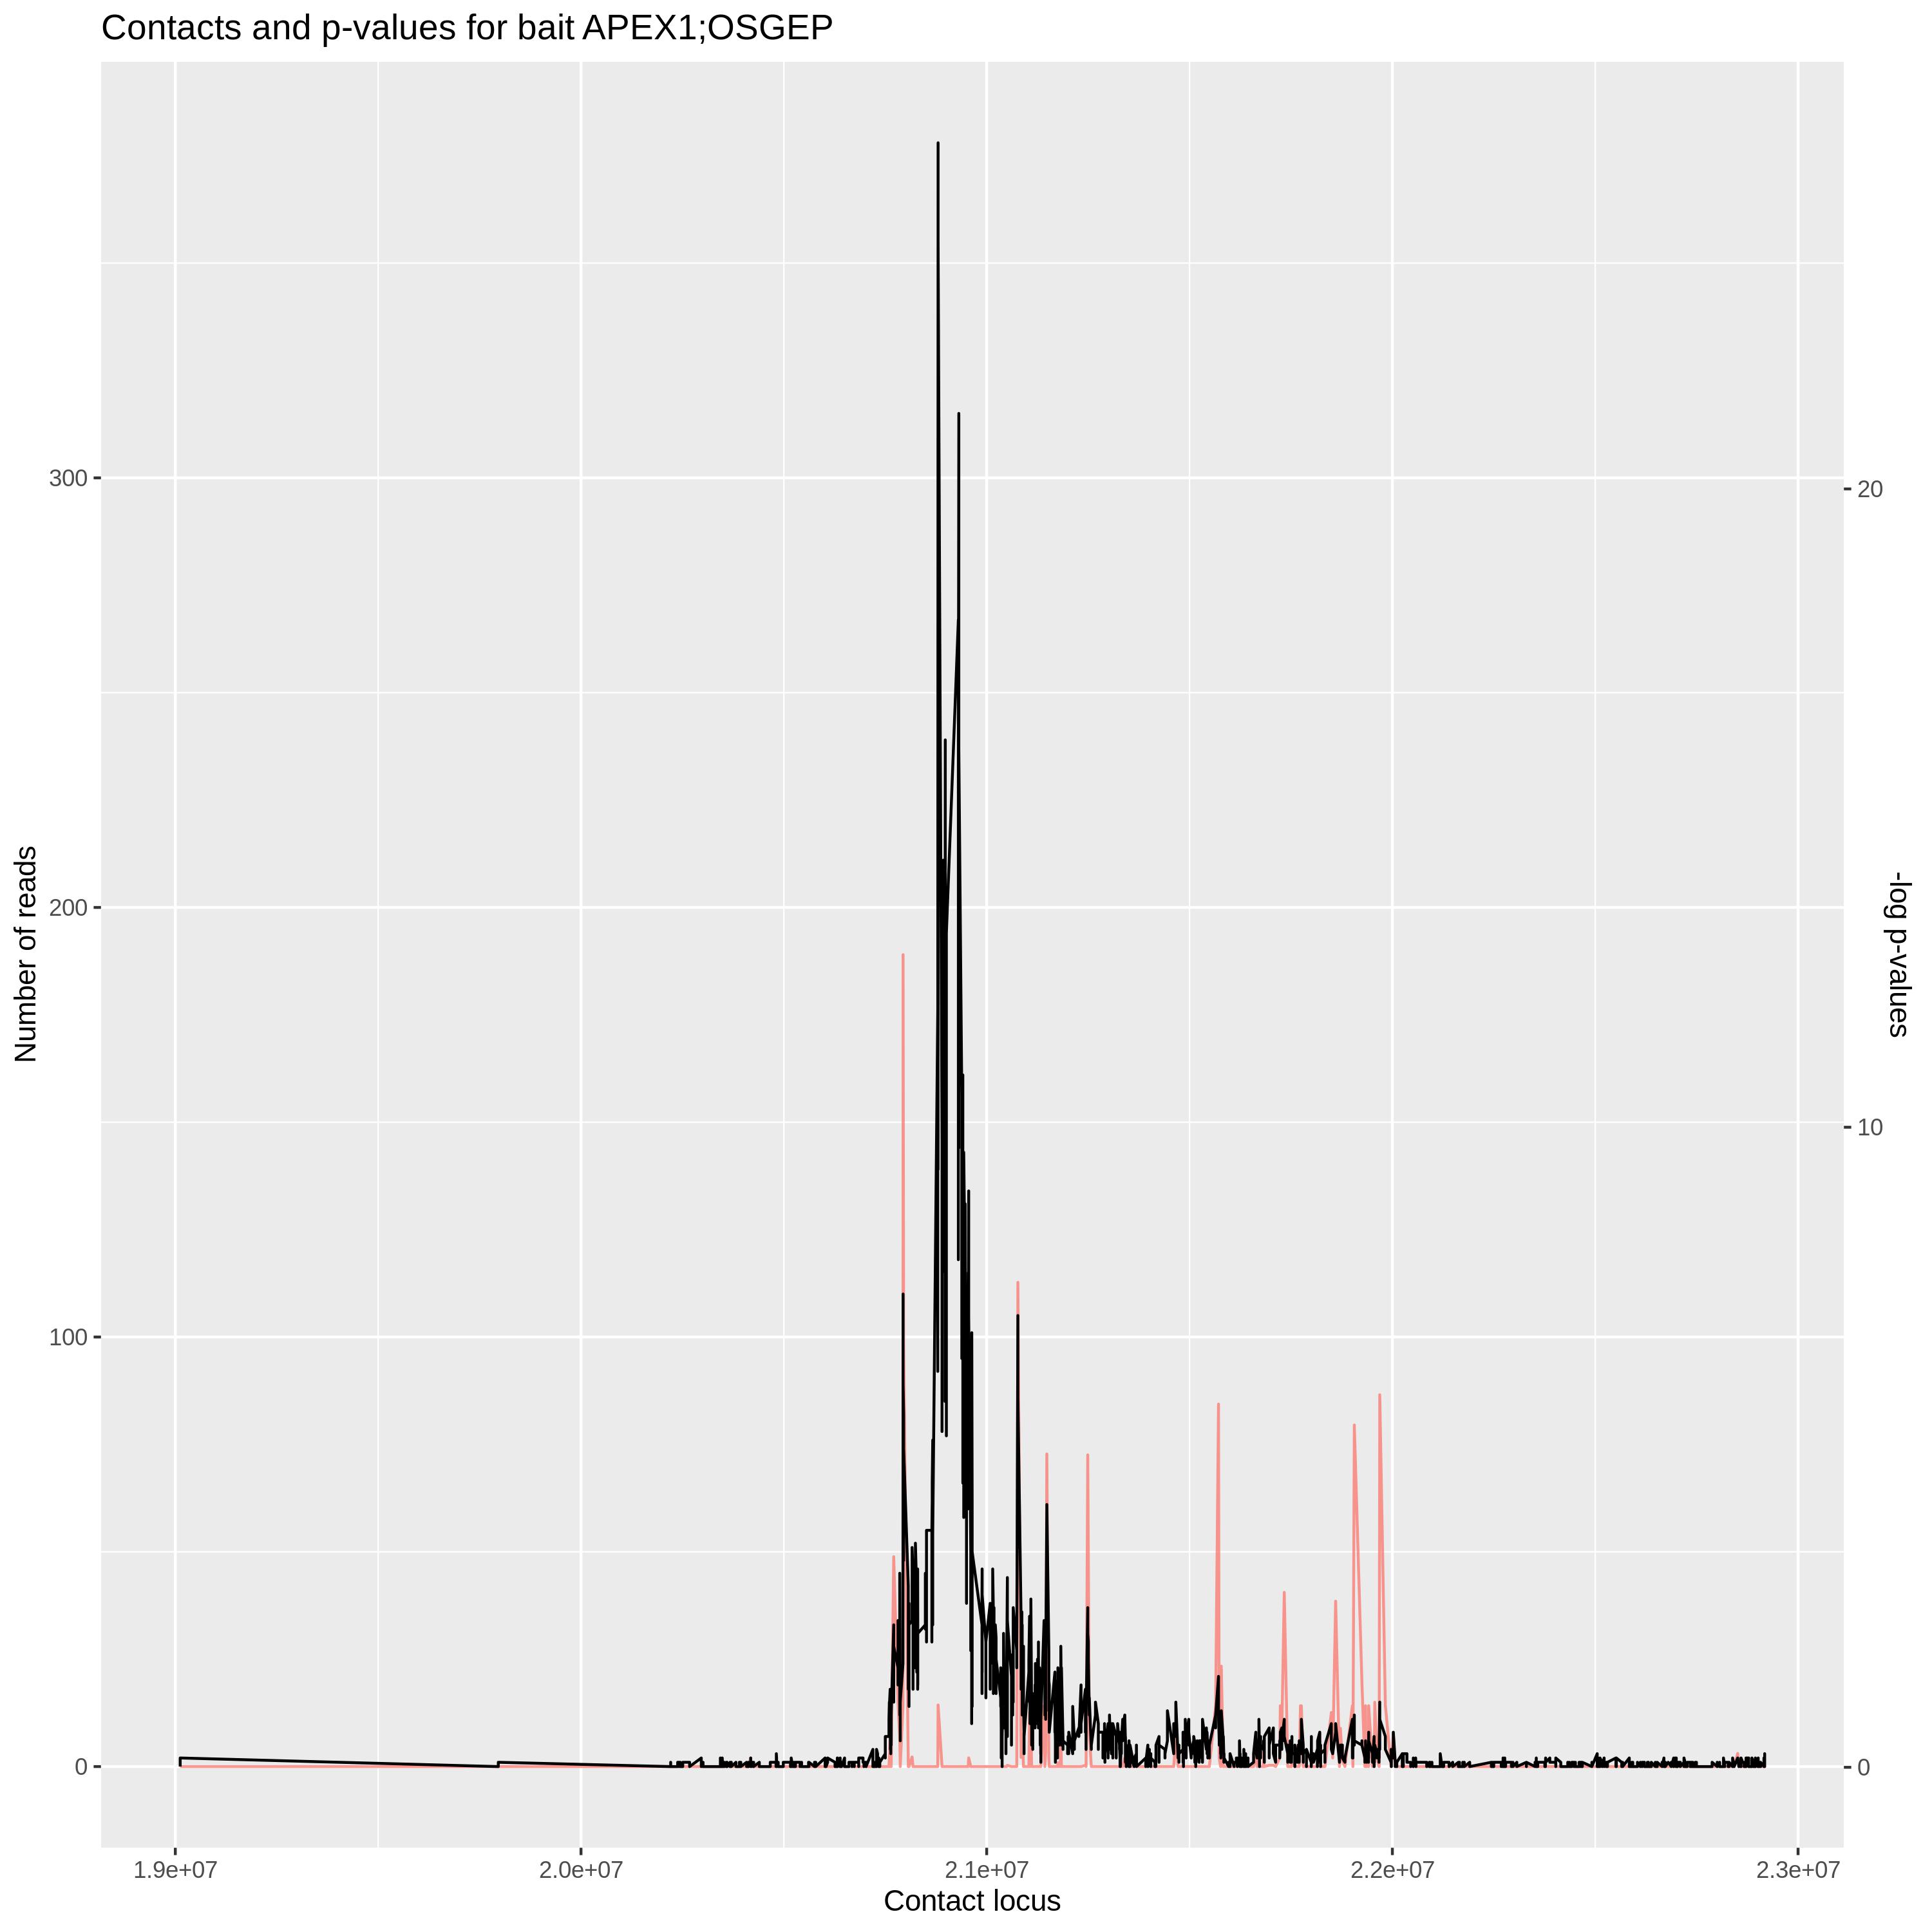 Contacts and p-values for bait APEX1;OSGEP
300
200
100
0
Number of reads
20
10
0
-log p-values
1.9e+07 2.0e+07 2.1e+07 2.2e+07 2.3e+07
Contact locus